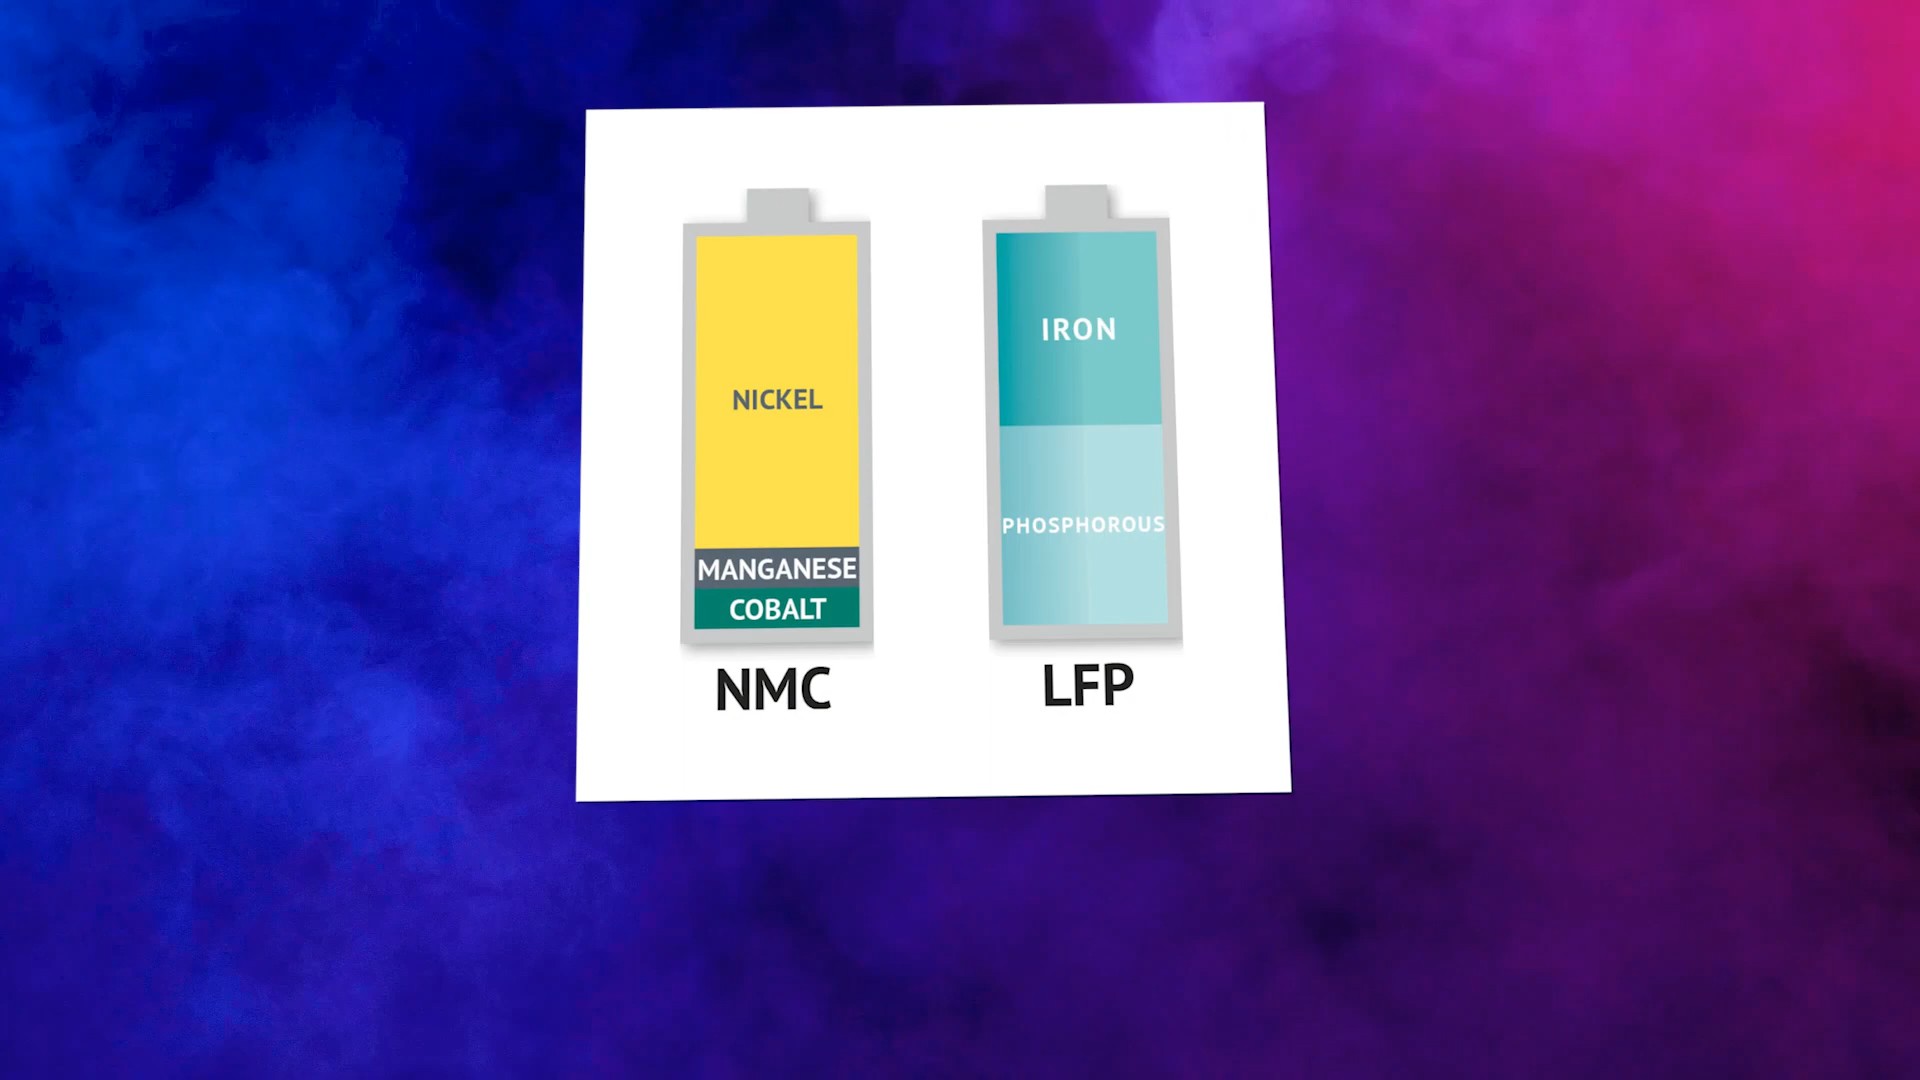 NICKEL
MANGANESE
COBALT
NMC
IRON
PHOSPHOROUS
LFP